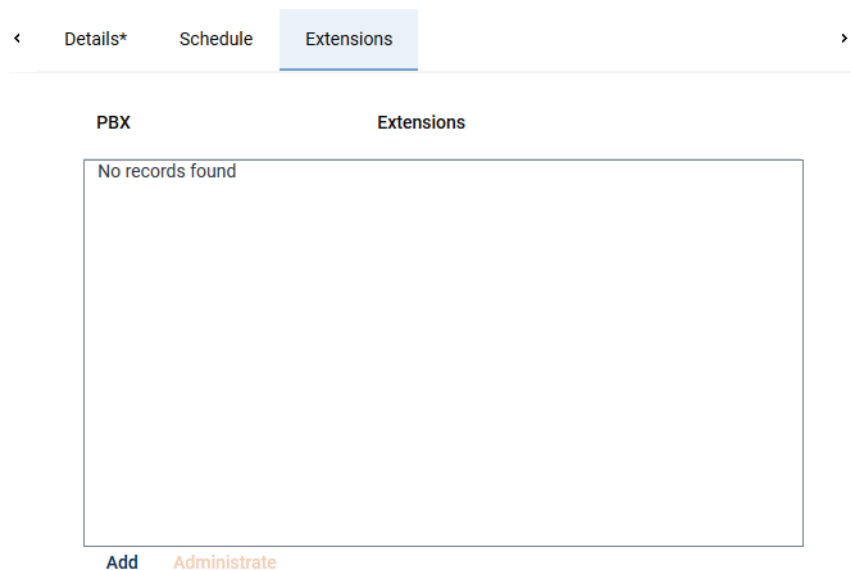 Details* Schedule Extensions
PBX Extensions
No records found
Add Administrate